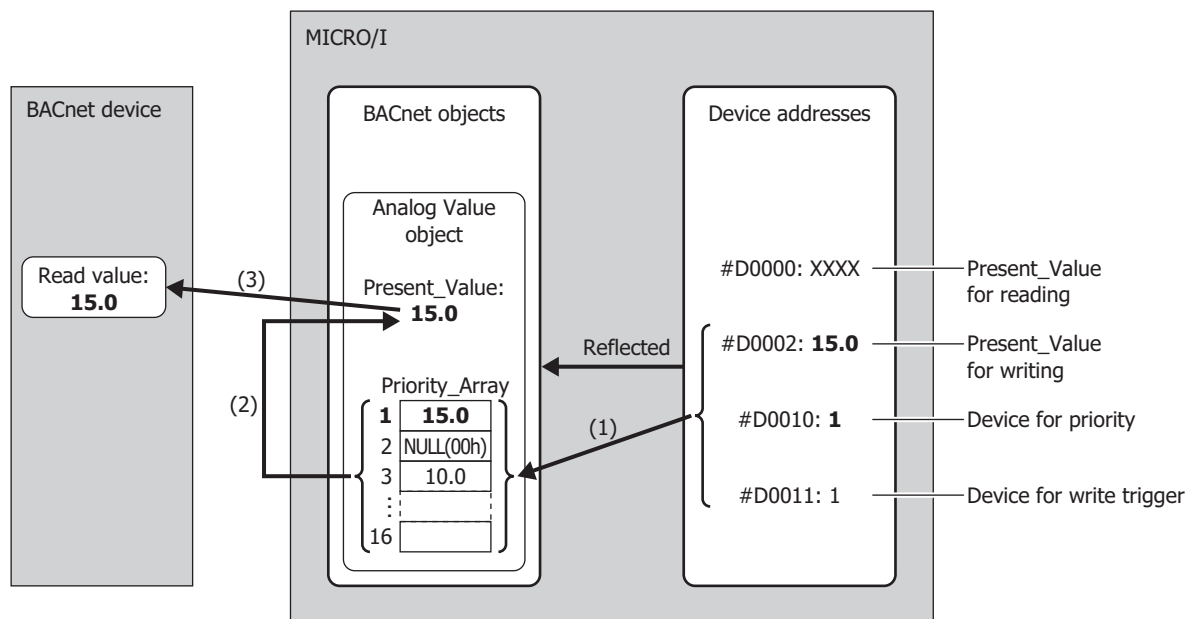 MICRO/I
BACnet device
BACnet objects
Device addresses
Analog Value
object
Read value:
15.0
(3)
Present_Value:
15.0
#D0000: XXXX
Present_Value
for reading
Reflected
#D0002: 15.0
Present_Value
for writing
(2)
Priority_Array
1 15.0
2 NULL(00h)
3 10.0
⋮
16
(1)
#D0010: 1
Device for priority
#D0011: 1
Device for write trigger